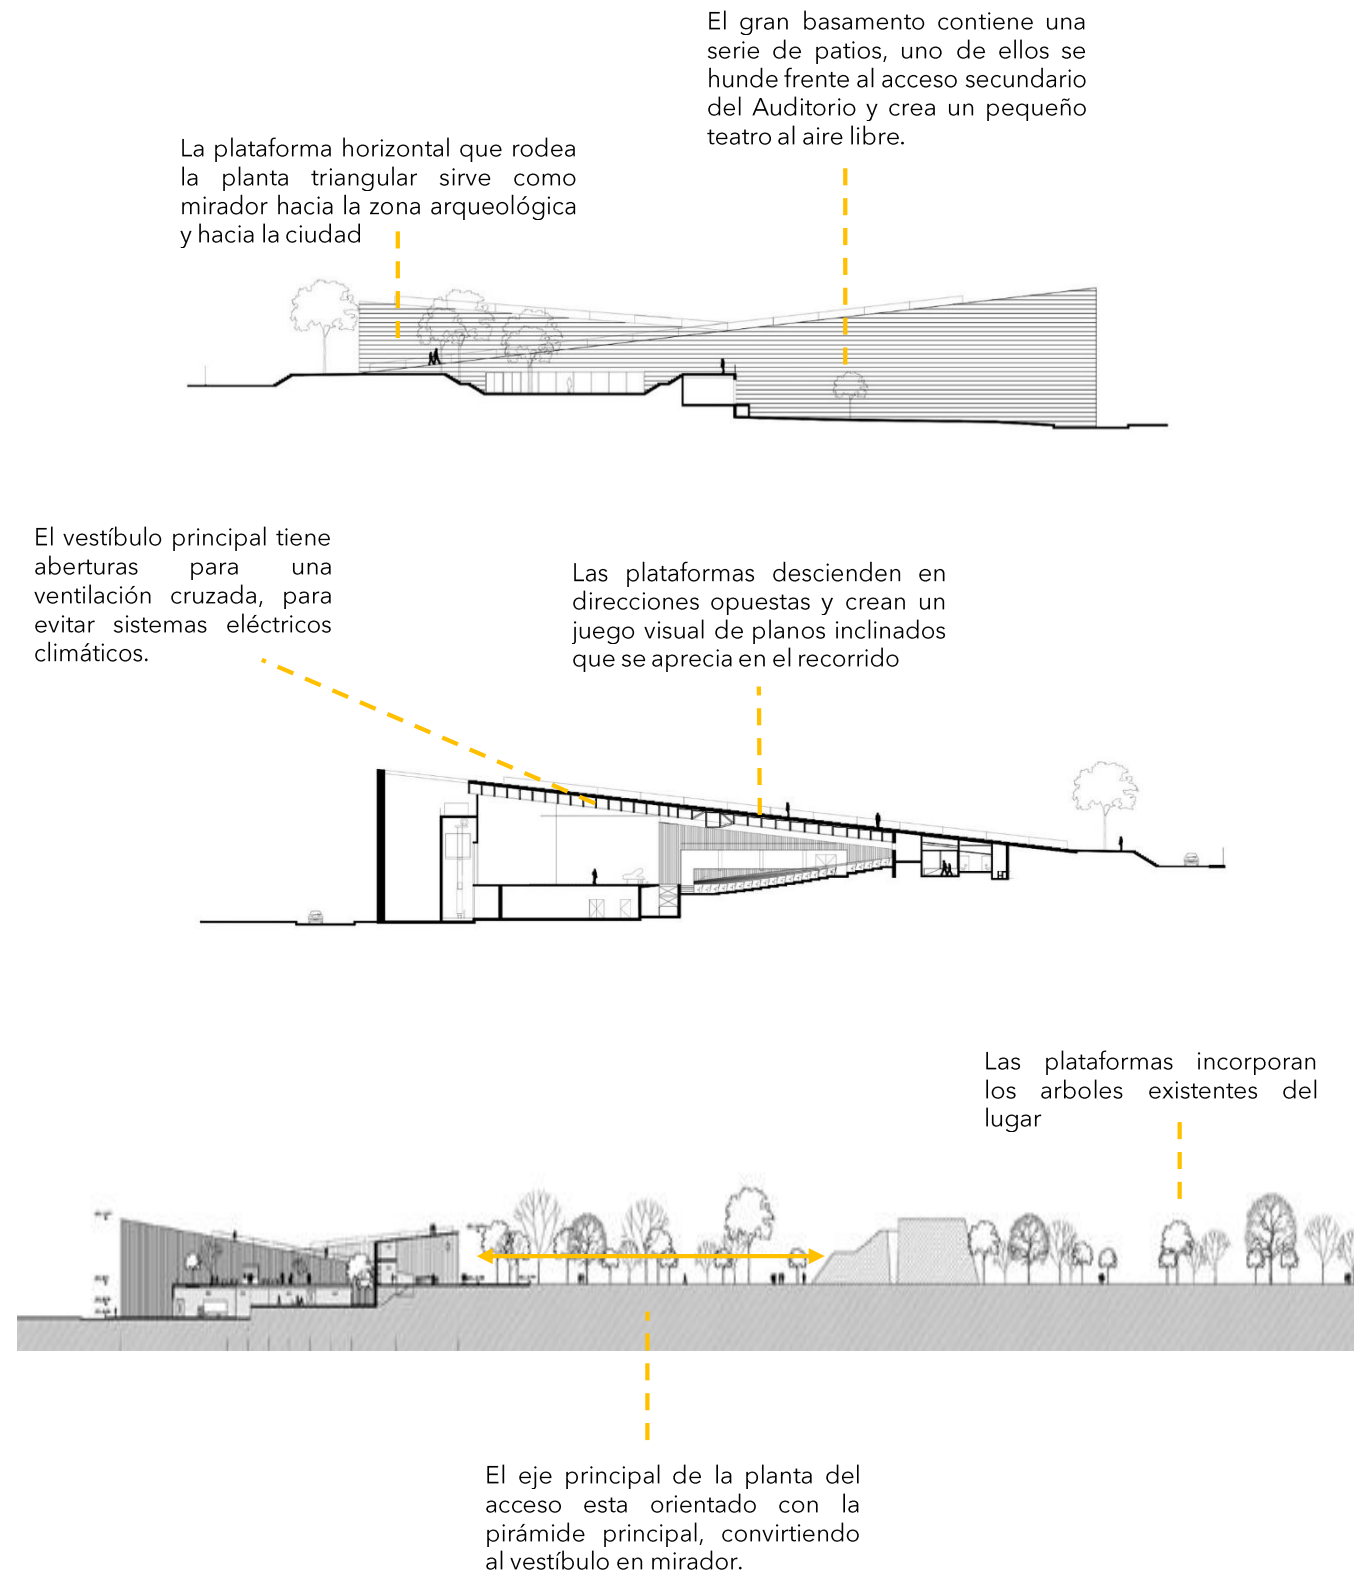 El gran basamento contiene una
serie de patios, uno de ellos se
hunde frente al acceso secundario
del Auditorio y crea un pequeño
teatro al aire libre.
La plataforma horizontal que rodea
la planta triangular sirve como
mirador hacia la zona arqueológica
y hacia la ciudad
El vestíbulo principal tiene
aberturas para una
ventilación cruzada, para
evitar sistemas eléctricos
climáticos.
Las plataformas descienden en
direcciones opuestas y crean un
juego visual de planos inclinados
que se aprecia en el recorrido
Las plataformas incorporan
los arboles existentes del
lugar
El eje principal de la planta del
acceso esta orientado con la
pirámide principal, convirtiendo
al vestíbulo en mirador.